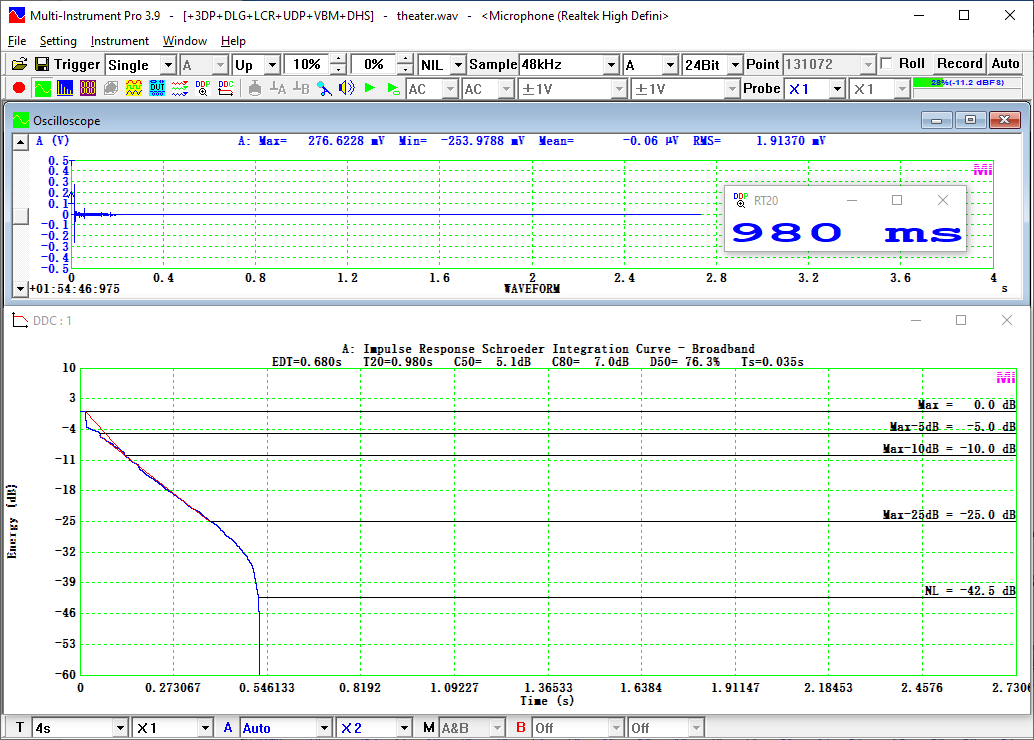 Multi-Instrument Pro 3.9 - [+3DP+DLG+LCR+UDP+VBM+DHS] - theater.wav - <Microphone (Realtek High Defini>
File Setting Instrument Window Help
Trigger Single A Up 10% 0% NIL Sample 48kHz A 24Bit Point 131072 Roll Record Auto
DUT DDP DDC A B AC AC ±1V ±1V Probe X1 X1 28%(-11.2 dBFS)
Oscilloscope
A (V) A: Max= 276.6228 mV Min= -253.9788 mV Mean= -0.06 µV RMS= 1.91370 mV
0.5
0.4
0.3
0.2
0.1
0
-0.1
-0.2
-0.3
-0.4
-0.5
MI
DDP RT20
980 ms
0 0.4 0.8 1.2 1.6 2 2.4 2.8 3.2 3.6 4
+01:54:46:975 WAVEFORM s
DDC : 1
A: Impulse Response Schroeder Integration Curve - Broadband
EDT=0.680s T20=0.980s C50= 5.1dB C80= 7.0dB D50= 76.3% Ts=0.035s
MI
10
3
-4
-11
-18
-25
-32
-39
-46
-53
-60
Energy (dB)
Max = 0.0 dB
Max-5dB = -5.0 dB
Max-10dB = -10.0 dB
Max-25dB = -25.0 dB
NL = -42.5 dB
0 0.273067 0.546133 0.8192 1.09227 1.36533 1.6384 1.91147 2.18453 2.4576 2.7306
Time (s)
T 4s X1 A Auto X2 M A&B B Off Off